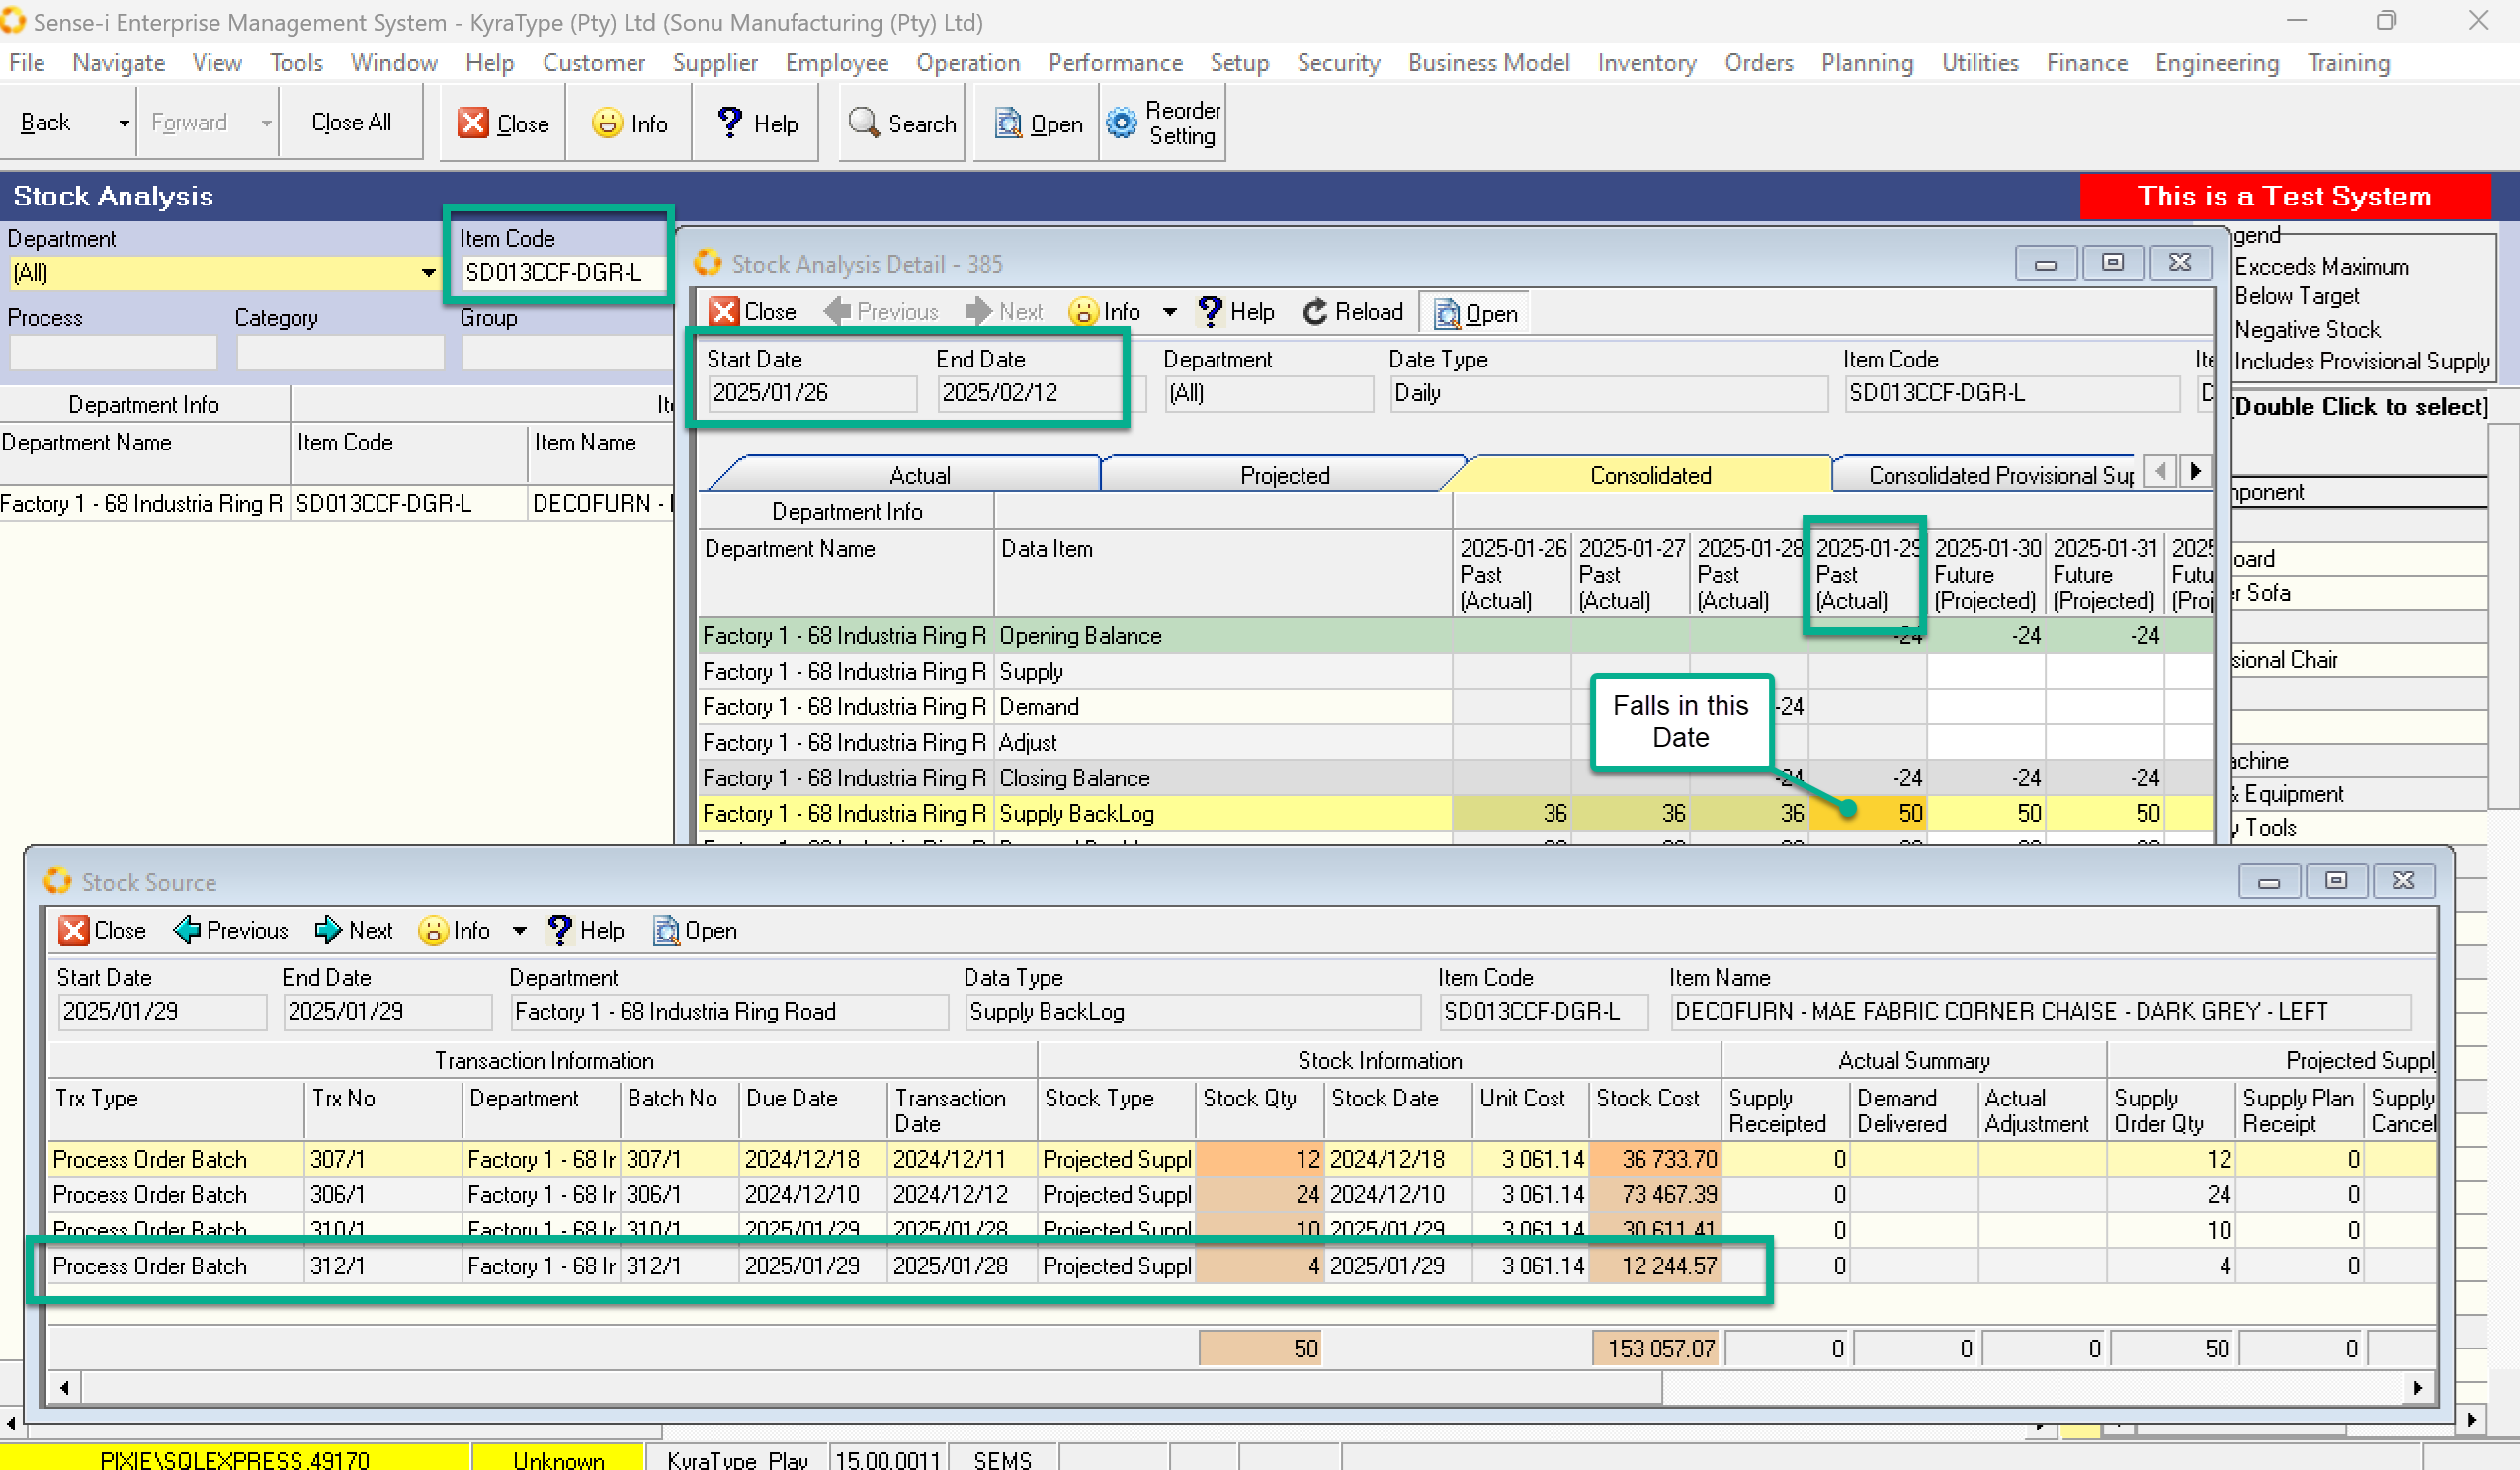 Sense-i Enterprise Management System - KyraType (Pty) Ltd (Sonu Manufacturing (Pty) Ltd)
File Navigate View Tools Window Help Customer Supplier Employee Operation Performance Setup Security Business Model Inventory Orders Planning Utilities Finance Engineering Training
Back Forward Close All Close Info Help Search Open Reorder Setting
Stock Analysis This is a Test System
Department Item Code
(All) SD013CCF-DGR-L
Process Category Group
Department Info
Department Name Item Code Item Name
Factory 1 - 68 Industria Ring R SD013CCF-DGR-L DECOFURN -
Exceeds Maximum
Below Target
Negative Stock
Includes Provisional Supply
[Double Click to select]
Stock Analysis Detail - 385
Close Previous Next Info Help Reload Open
Start Date End Date Department Date Type Item Code
2025/01/26 2025/02/12 (All) Daily SD013CCF-DGR-L
Actual Projected Consolidated Consolidated Provisional Sup
Department Info
Department Name Data Item 2025-01-26 Past (Actual) 2025-01-27 Past (Actual) 2025-01-28 Past (Actual) 2025-01-29 Past (Actual) 2025-01-30 Future (Projected) 2025-01-31 Future (Projected)
Factory 1 - 68 Industria Ring R Opening Balance -24 -24 -24
Factory 1 - 68 Industria Ring R Supply
Factory 1 - 68 Industria Ring R Demand -24
Factory 1 - 68 Industria Ring R Adjust
Factory 1 - 68 Industria Ring R Closing Balance -24 -24 -24 -24
Factory 1 - 68 Industria Ring R Supply BackLog 36 36 36 50 50 50
Falls in this
Date
Sofa
Chair
& Equipment
Tools
Stock Source
Close Previous Next Info Help Open
Start Date End Date Department Data Type Item Code Item Name
2025/01/29 2025/01/29 Factory 1 - 68 Industria Ring Road Supply BackLog SD013CCF-DGR-L DECOFURN - MAE FABRIC CORNER CHAISE - DARK GREY - LEFT
Transaction Information Stock Information Actual Summary Projected Suppl
Trx Type Trx No Department Batch No Due Date Transaction Date Stock Type Stock Qty Stock Date Unit Cost Stock Cost Supply Receipted Demand Delivered Actual Adjustment Supply Order Qty Supply Plan Receipt Supply Cancel
Process Order Batch 307/1 Factory 1 - 68 Ir 307/1 2024/12/18 2024/12/11 Projected Suppl 12 2024/12/18 3 061.14 36 733.70 0 12 0
Process Order Batch 306/1 Factory 1 - 68 Ir 306/1 2024/12/10 2024/12/12 Projected Suppl 24 2024/12/10 3 061.14 73 467.39 0 24 0
Process Order Batch 310/1 Factory 1 - 68 Ir 310/1 2025/01/29 2025/01/28 Projected Suppl 10 2025/01/29 3 061.14 30 611.41 0 10 0
Process Order Batch 312/1 Factory 1 - 68 Ir 312/1 2025/01/29 2025/01/28 Projected Suppl 4 2025/01/29 3 061.14 12 244.57 0 4 0
50 153 057.07 0 0 0 50 0
PIXIE\SQLEXPRESS,49170 Unknown KyraType_Play 15.00.0011 SEMS